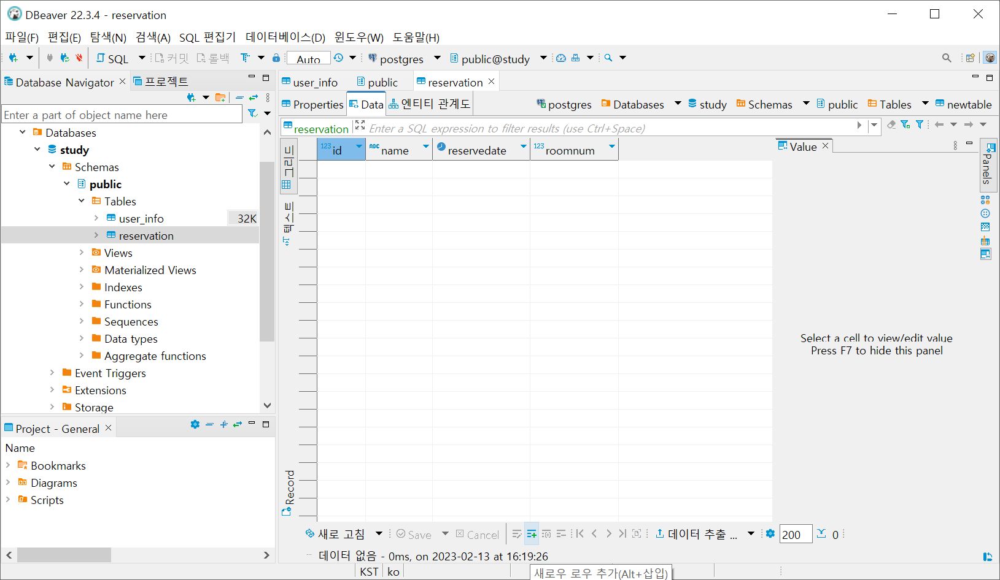 DBeaver 22.3.4 - reservation
파일(F) 편집(E) 탐색(N) 검색(A) SQL 편집기 데이터베이스(D) 윈도우(W) 도움말(H)
SQL 커밋 롤백 Auto postgres public@study
Database Navigator 프로젝트
Enter a part of object name here
Databases
study
Schemas
public
Tables
user_info 32K
reservation
Views
Materialized Views
Indexes
Functions
Sequences
Data types
Aggregate functions
Event Triggers
Extensions
Storage
Project - General
Name
Bookmarks
Diagrams
Scripts
user_info public reservation
Properties Data 엔티티 관계도 postgres Databases study Schemas public Tables newtable
reservation Enter a SQL expression to filter results (use Ctrl+Space)
그리드
텍스트
Record
123 id ABC name reservedate 123 roomnum
Value
Panels
Select a cell to view/edit value
Press F7 to hide this panel
새로 고침 Save Cancel 데이터 추출 ... 200 0
데이터 없음 - 0ms, on 2023-02-13 at 16:19:26
KST ko
새로우 로우 추가(Alt+삽입)